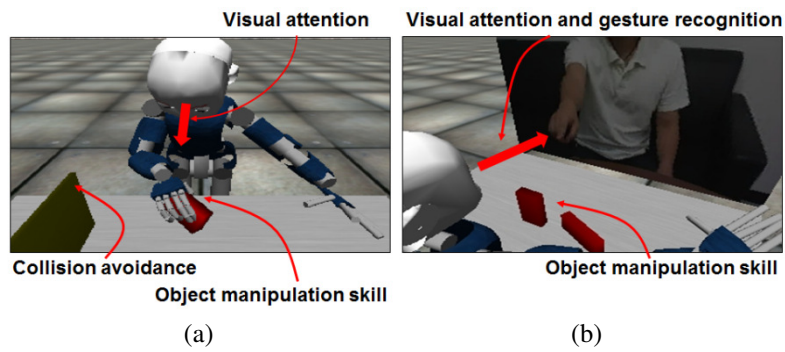 Visual attention
Visual attention and gesture recognition
Collision avoidance
Object manipulation skill
Object manipulation skill
(a)
(b)